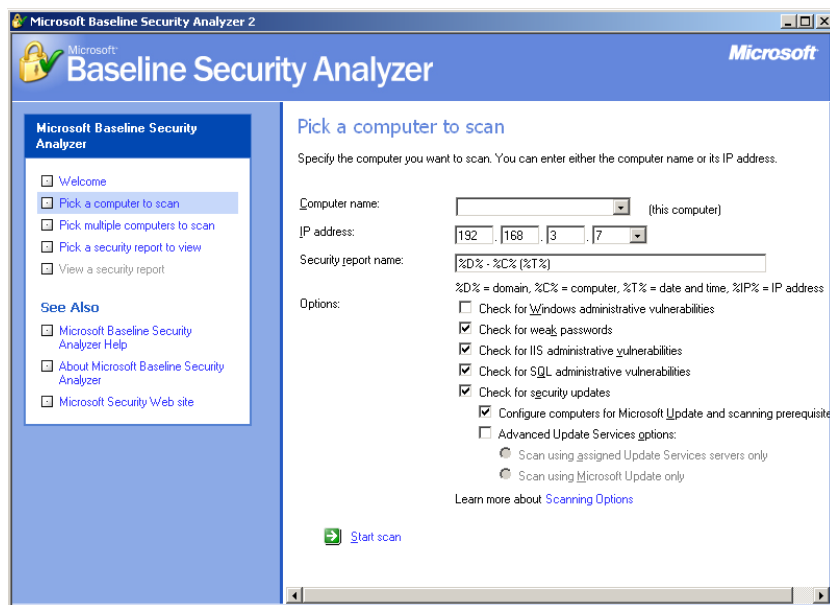 Microsoft Baseline Security Analyzer 2
Microsoft
Baseline Security Analyzer
Microsoft
Microsoft Baseline Security
Analyzer
Welcome
Pick a computer to scan
Pick multiple computers to scan
Pick a security report to view
View a security report
See Also
Microsoft Baseline Security
Analyzer Help
About Microsoft Baseline Security
Analyzer
Microsoft Security Web site
Pick a computer to scan
Specify the computer you want to scan. You can enter either the computer name or its IP address.
Computer name: (this computer)
IP address: 192 . 168 . 3 . 7
Security report name: %D% - %C% (%T%)
%D% = domain, %C% = computer, %T% = date and time, %IP% = IP address
Options: Check for Windows administrative vulnerabilities
Check for weak passwords
Check for IIS administrative vulnerabilities
Check for SQL administrative vulnerabilities
Check for security updates
Configure computers for Microsoft Update and scanning prerequisite
Advanced Update Services options:
Scan using assigned Update Services servers only
Scan using Microsoft Update only
Learn more about Scanning Options
Start scan